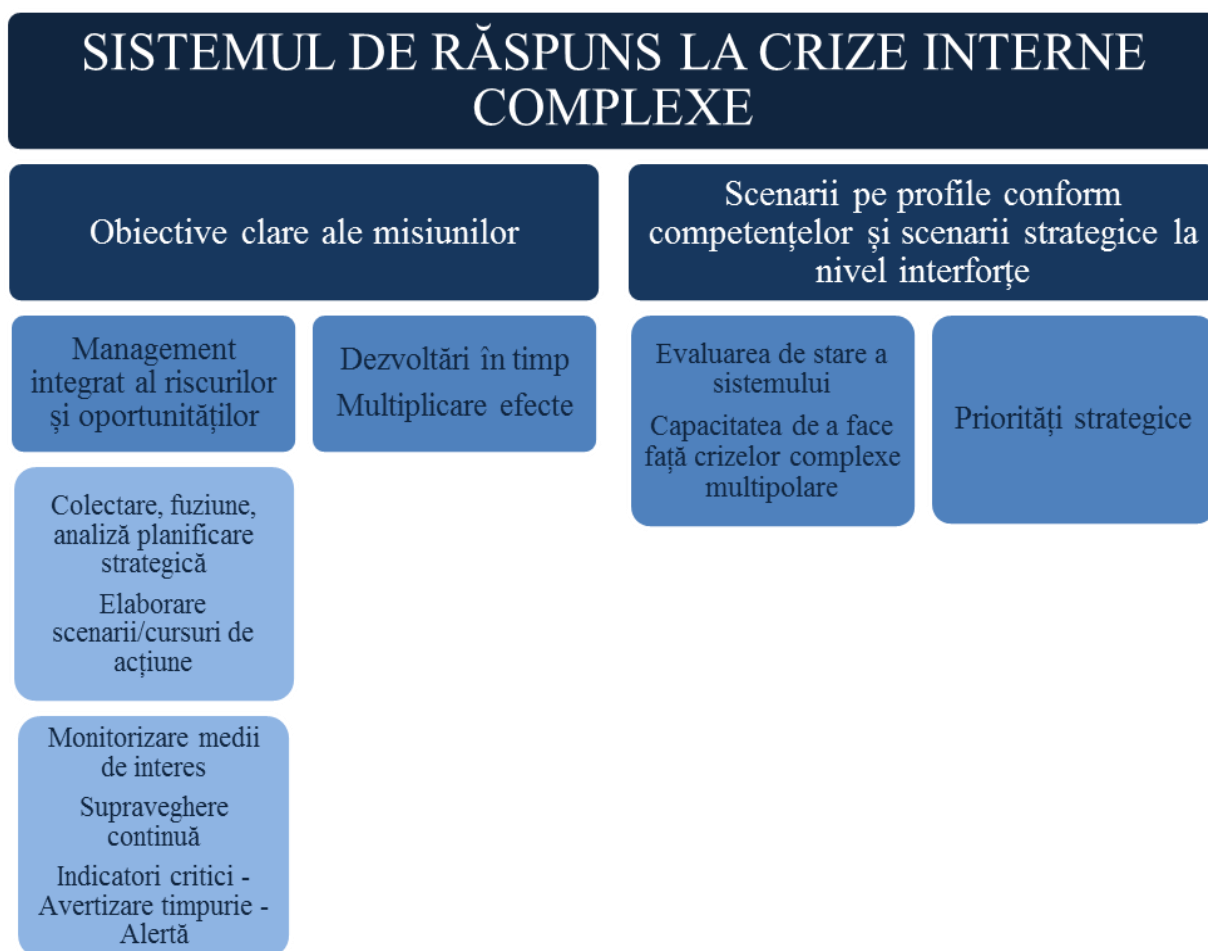 SISTEMUL DE RĂSPUNS LA CRIZE INTERNE
COMPLEXE
Obiective clare ale misiunilor
Scenarii pe profile conform
competențelor și scenarii strategice la
nivel interforțe
Management
integrat al riscurilor
și oportunităților
Dezvoltări în timp
Multiplicare efecte
Evaluarea de stare a
sistemului
Capacitatea de a face
față crizelor complexe
multipolare
Priorități strategice
Colectare, fuziune,
analiză planificare
strategică
Elaborare
scenarii/cursuri de
acțiune
Monitorizare medii
de interes
Supraveghere
continuă
Indicatori critici -
Avertizare timpurie -
Alertă